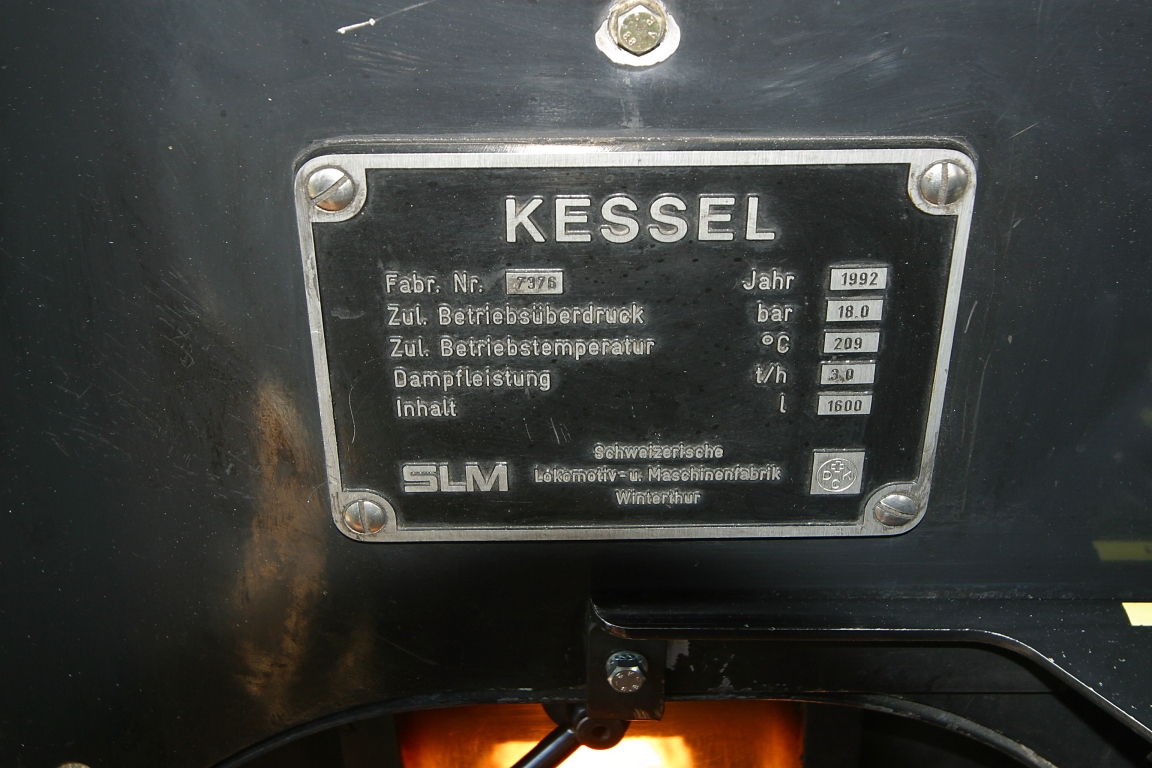 KESSEL
Fabr. Nr. 7376 Jahr 1992
Zul. Betriebsüberdruck bar 18.0
Zul. Betriebstemperatur °C 209
Dampfleistung t/h 3.0
Inhalt l 1600
Schweizerische
SLM Lokomotiv- u. Maschinenfabrik
Winterthur